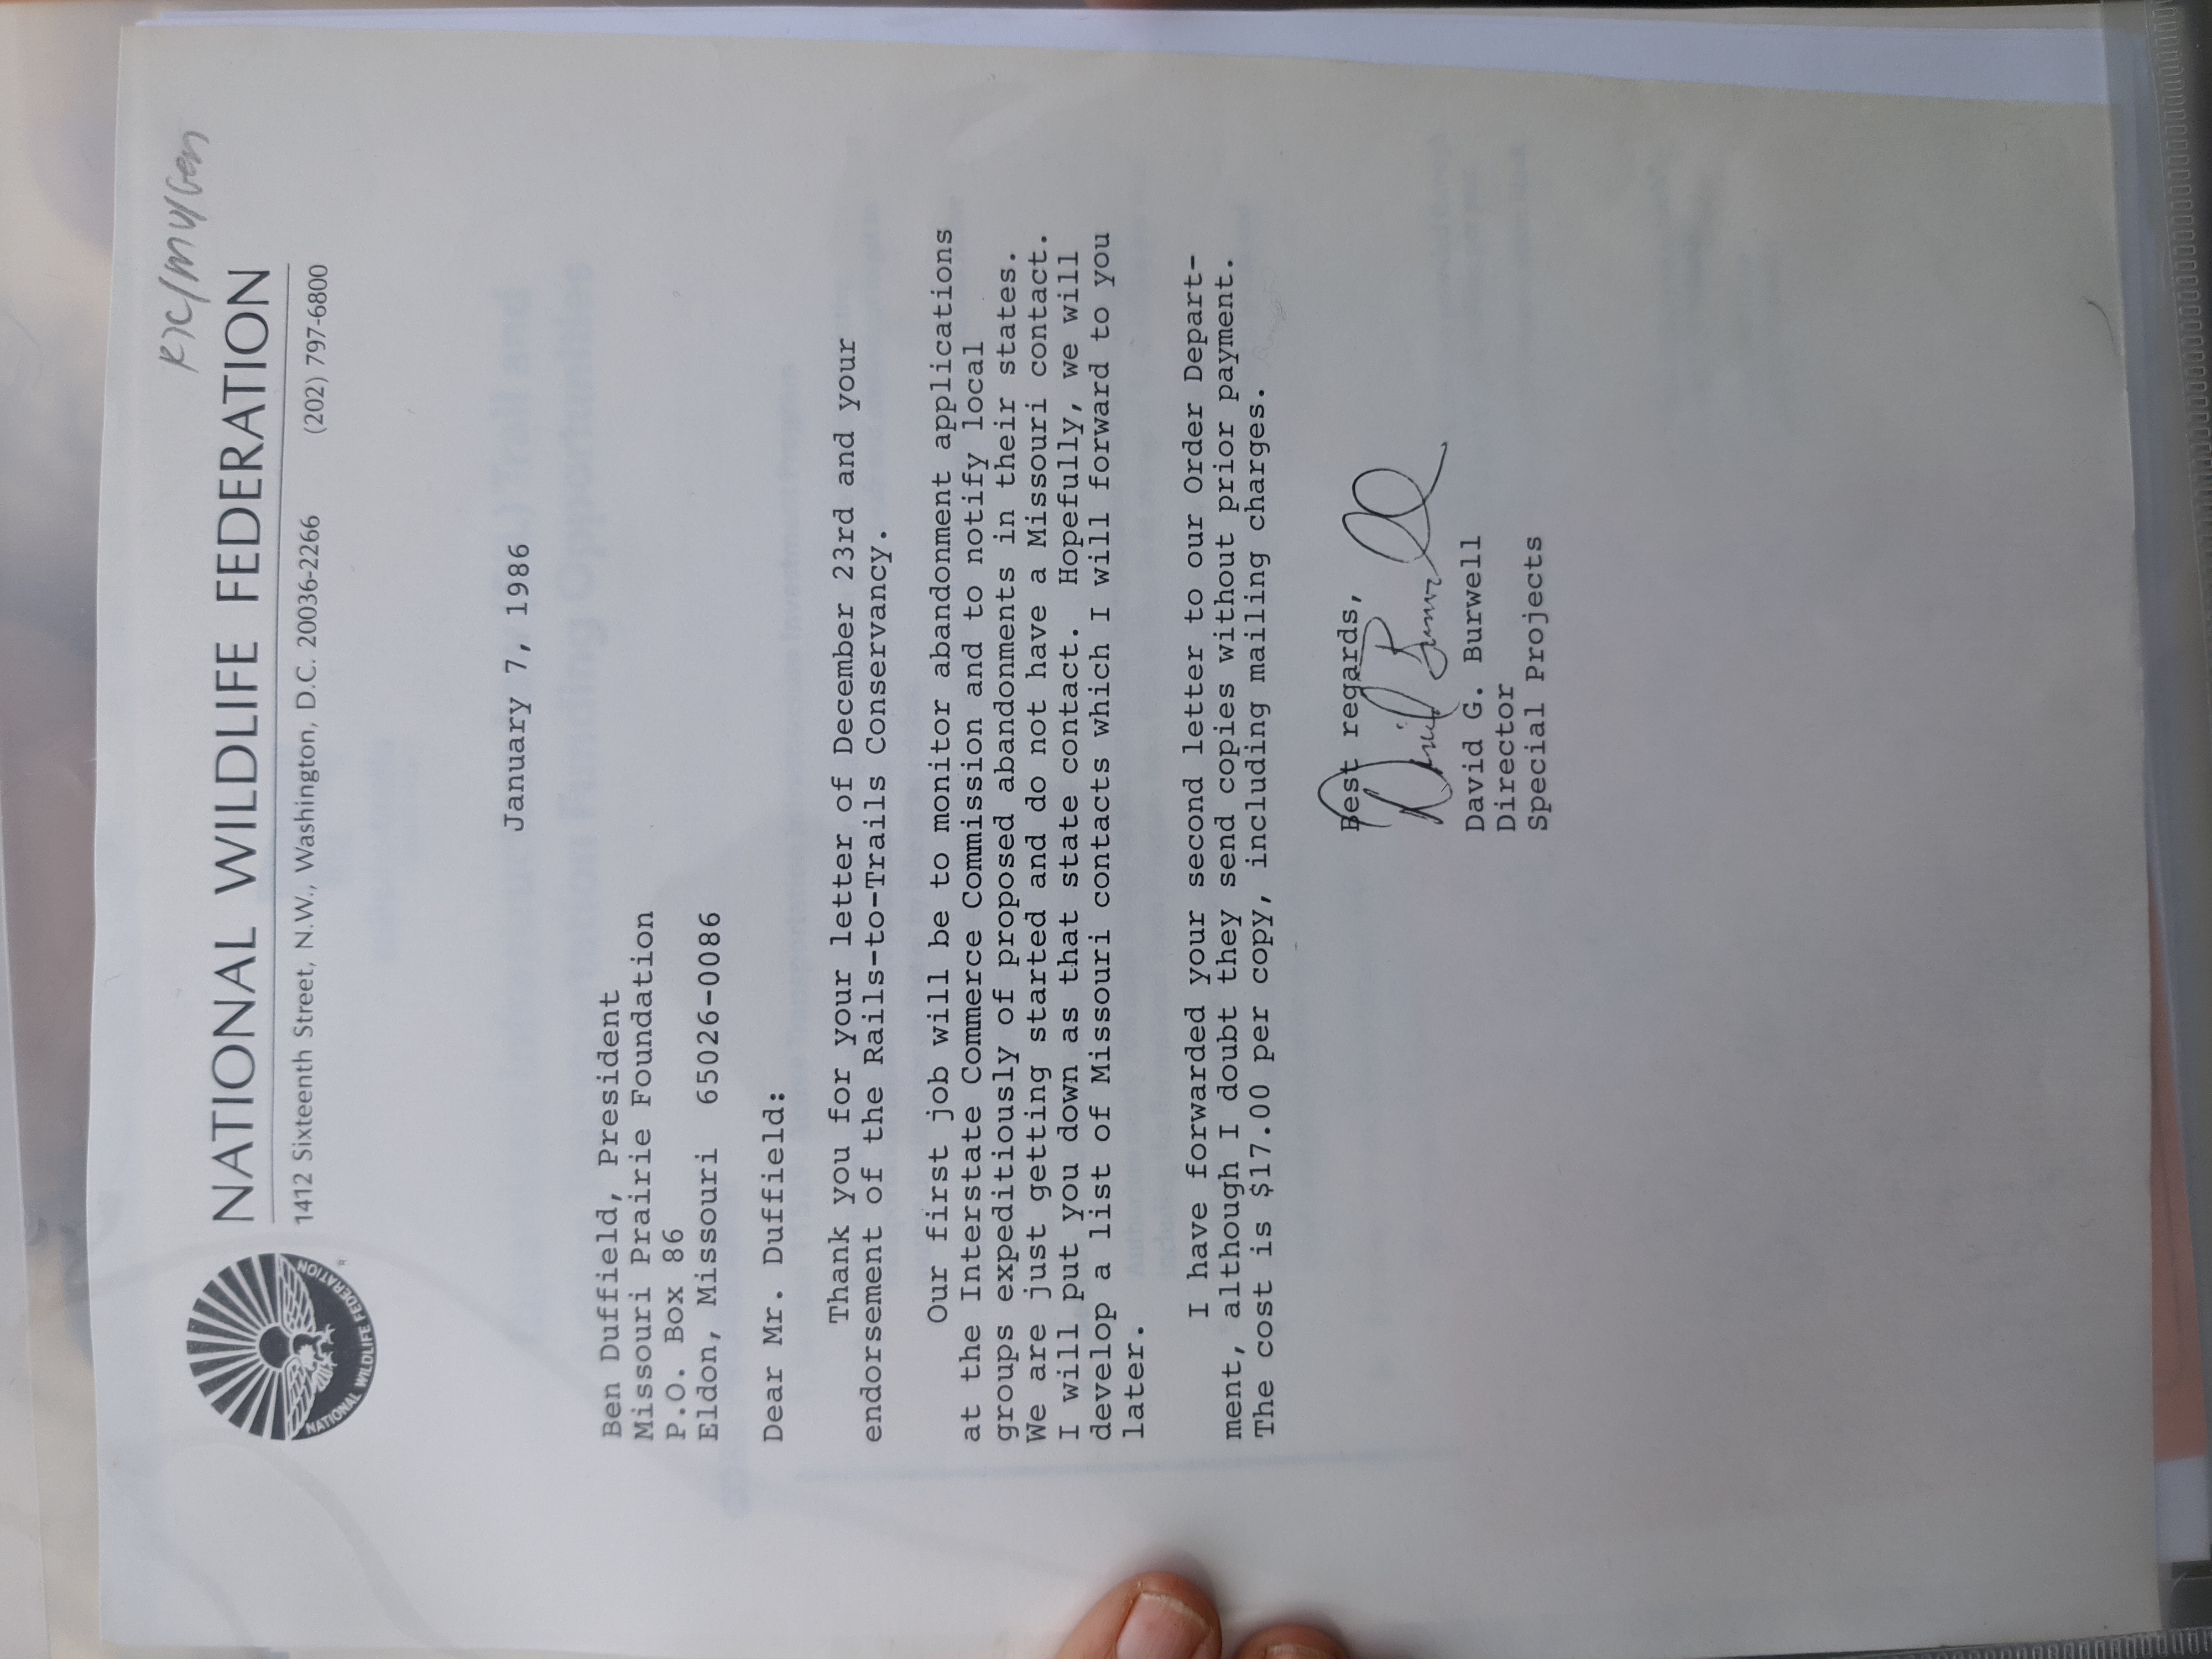 NATIONAL WILDLIFE FEDERATION
1412 Sixteenth Street, N.W., Washington, D.C. 20036-2266 (202) 797-6800
NATIONAL WILDLIFE FEDERATION
January 7, 1986
Ben Duffield, President
Missouri Prairie Foundation
P.O. Box 86
Eldon, Missouri 65026-0086
Dear Mr. Duffield:
Thank you for your letter of December 23rd and your
endorsement of the Rails-to-Trails Conservancy.
Our first job will be to monitor abandonment applications
at the Interstate Commerce Commission and to notify local
groups expeditiously of proposed abandonments in their states.
We are just getting started and do not have a Missouri contact.
I will put you down as that state contact. Hopefully, we will
develop a list of Missouri contacts which I will forward to you
later.
I have forwarded your second letter to our Order Depart-
ment, although I doubt they send copies without prior payment.
The cost is $17.00 per copy, including mailing charges.
Best regards,
David G. Burwell
Director
Special Projects